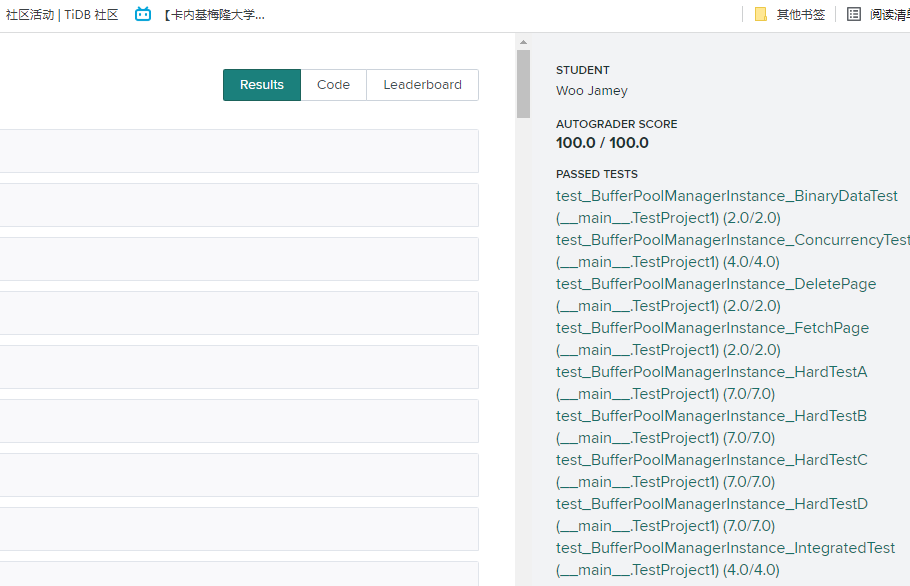 社区活动 | TiDB 社区 【卡内基梅隆大学... 其他书签 阅读清单
Results Code Leaderboard
STUDENT
Woo Jamey
AUTOGRADER SCORE
100.0 / 100.0
PASSED TESTS
test_BufferPoolManagerInstance_BinaryDataTest
(__main__.TestProject1) (2.0/2.0)
test_BufferPoolManagerInstance_ConcurrencyTest
(__main__.TestProject1) (4.0/4.0)
test_BufferPoolManagerInstance_DeletePage
(__main__.TestProject1) (2.0/2.0)
test_BufferPoolManagerInstance_FetchPage
(__main__.TestProject1) (2.0/2.0)
test_BufferPoolManagerInstance_HardTestA
(__main__.TestProject1) (7.0/7.0)
test_BufferPoolManagerInstance_HardTestB
(__main__.TestProject1) (7.0/7.0)
test_BufferPoolManagerInstance_HardTestC
(__main__.TestProject1) (7.0/7.0)
test_BufferPoolManagerInstance_HardTestD
(__main__.TestProject1) (7.0/7.0)
test_BufferPoolManagerInstance_IntegratedTest
(__main__.TestProject1) (4.0/4.0)